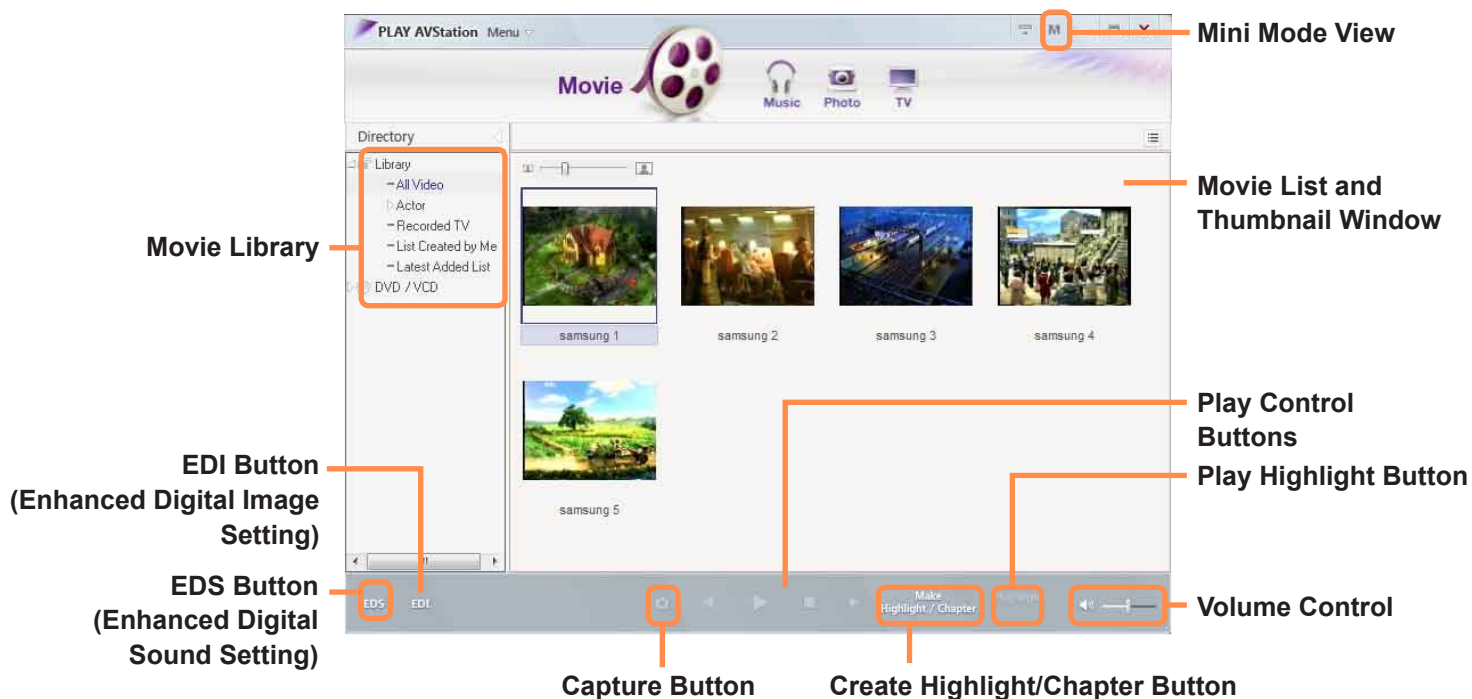 PLAY AVStation Menu
M
Mini Mode View
Movie
Music
Photo
TV
Directory
Library
All Video
Actor
Recorded TV
List Created by Me
Latest Added List
DVD / VCD
Movie Library
Movie List and
Thumbnail Window
samsung 1
samsung 2
samsung 3
samsung 4
samsung 5
Play Control
Buttons
Play Highlight Button
EDI Button
(Enhanced Digital Image
Setting)
EDS Button
(Enhanced Digital
Sound Setting)
EDS
EDI
Make
Highlight / Chapter
Volume Control
Capture Button
Create Highlight/Chapter Button